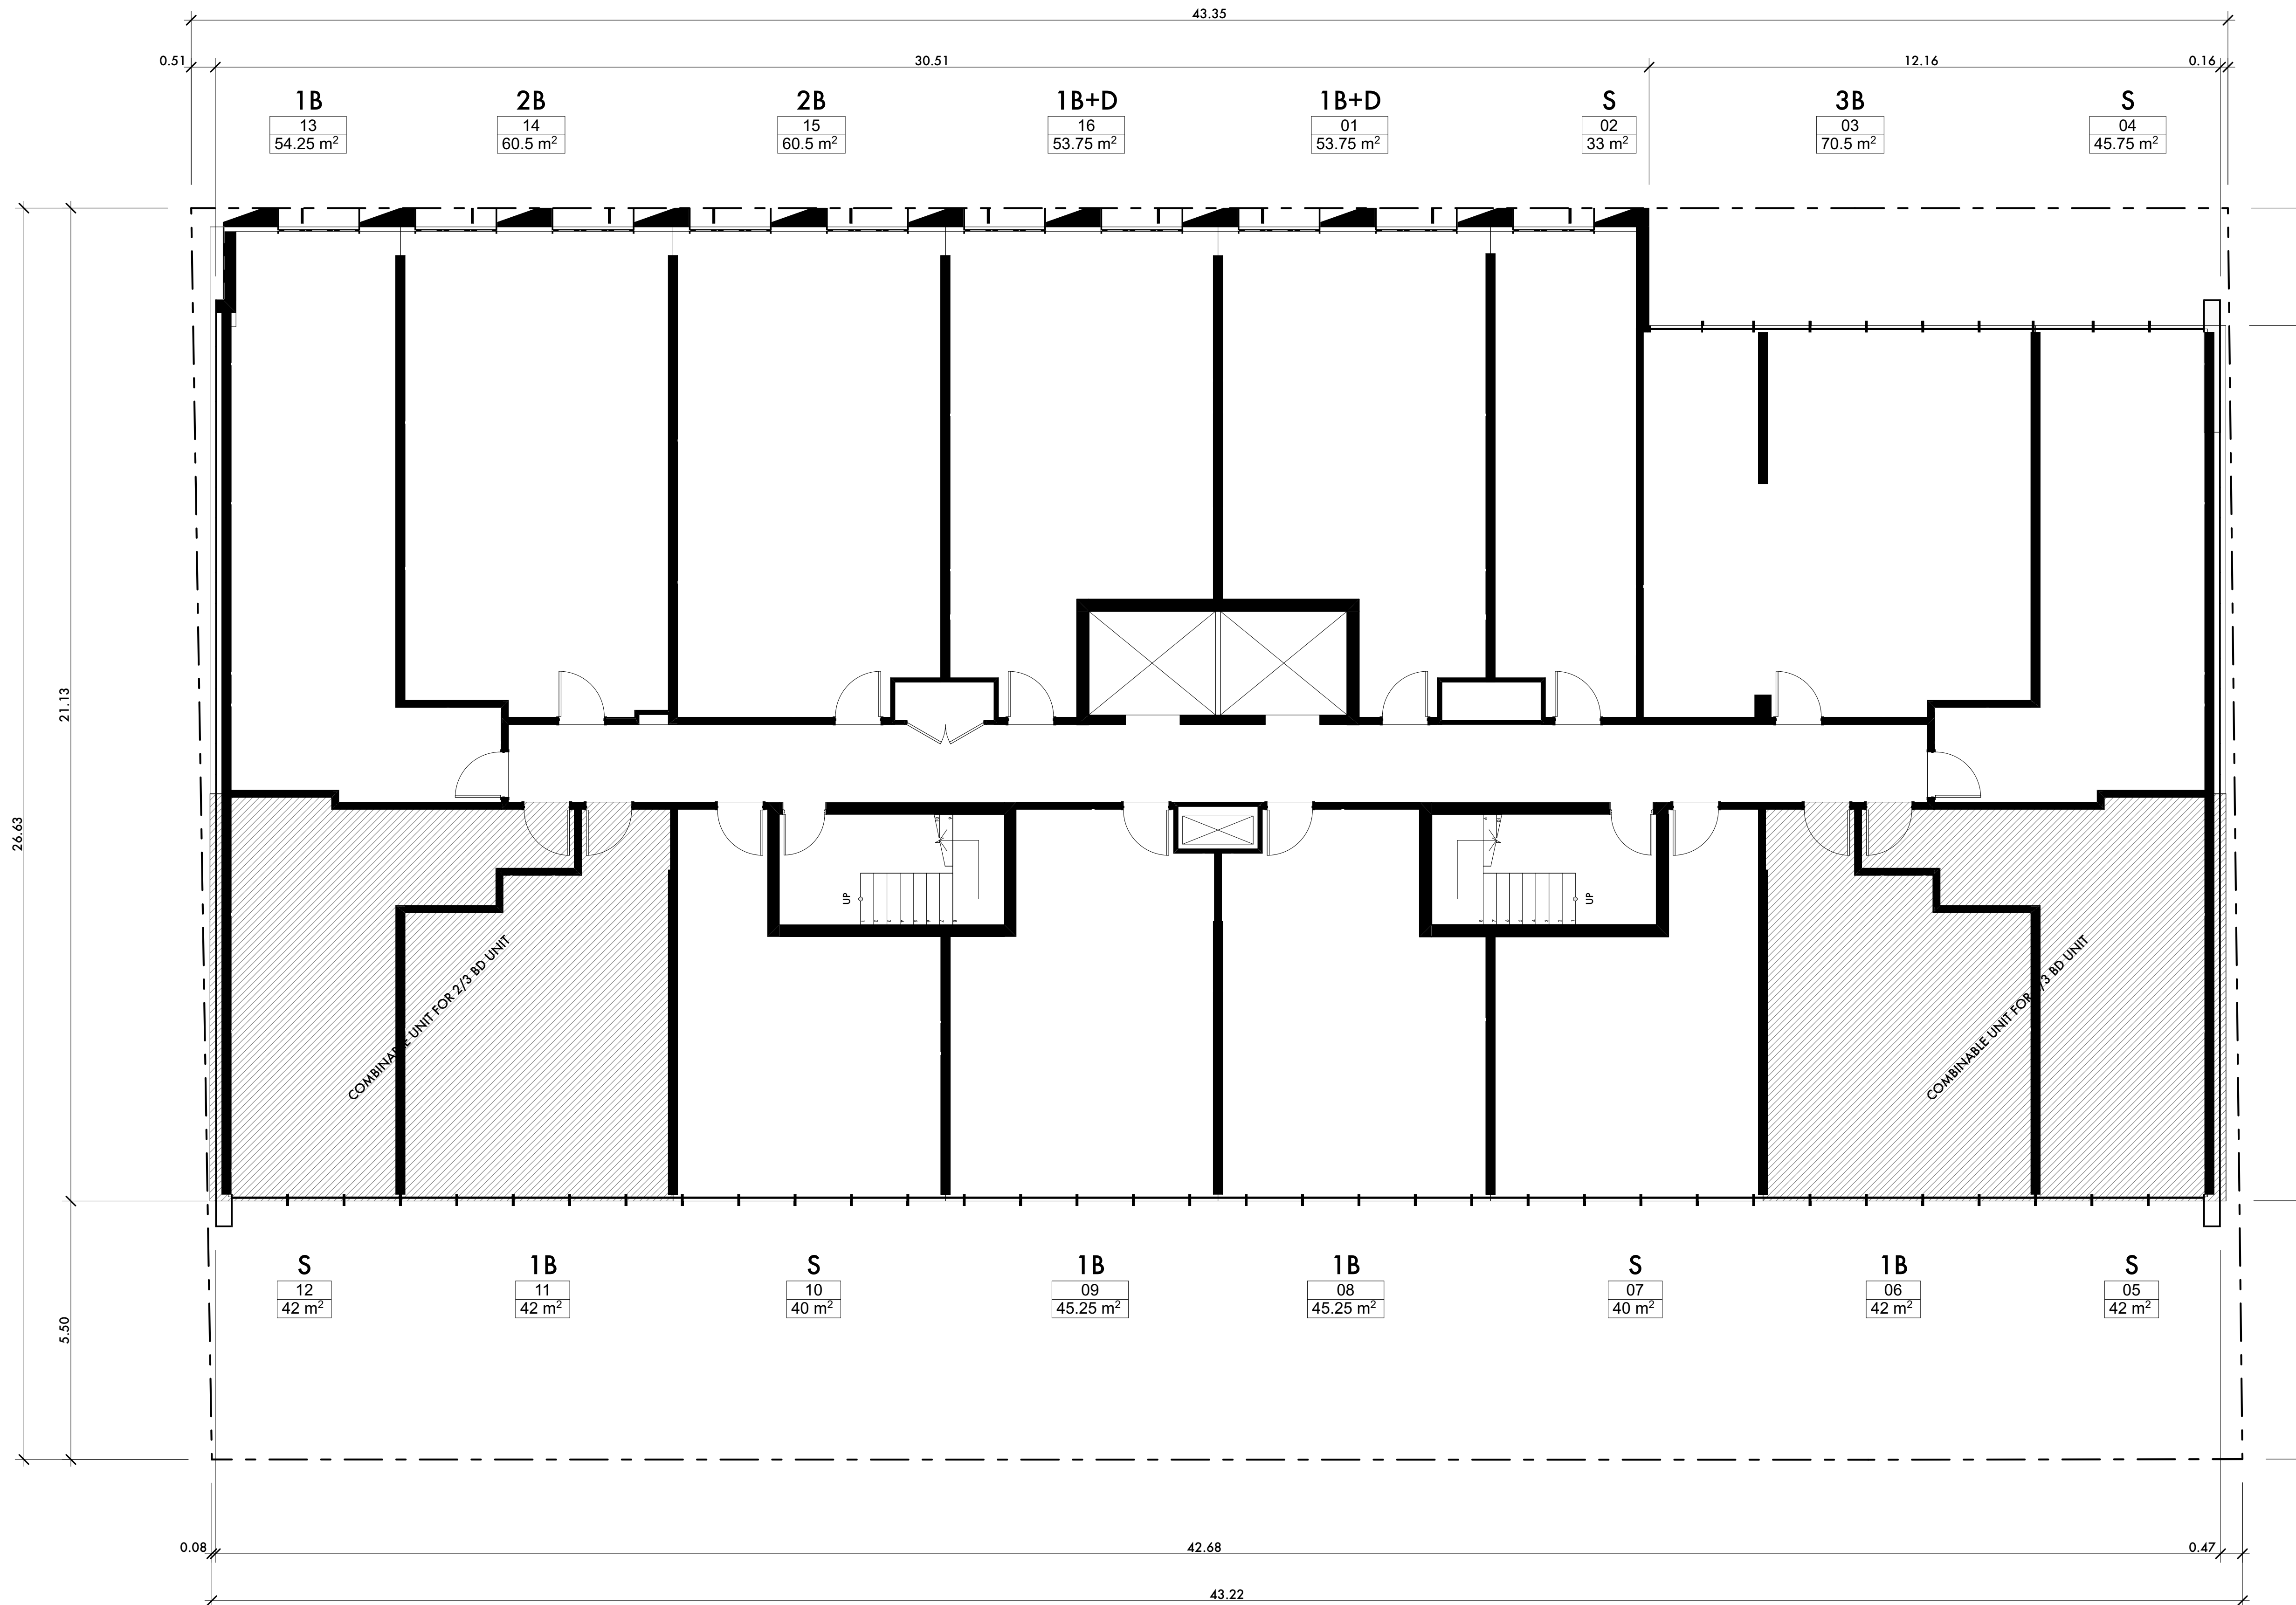 43.35
0.51 30.51 12.16 0.16
1B 2B 2B 1B+D 1B+D S 3B S
13 14 15 16 01 02 03 04
54.25 m² 60.5 m² 60.5 m² 53.75 m² 53.75 m² 33 m² 70.5 m² 45.75 m²
21.13
26.63
UP
UP
COMBINABLE UNIT FOR 2/3 BD UNIT
COMBINABLE UNIT FOR /3 BD UNIT
S 1B S 1B 1B S 1B S
12 11 10 09 08 07 06 05
42 m² 42 m² 40 m² 45.25 m² 45.25 m² 40 m² 42 m² 42 m²
5.50
0.08 42.68 0.47
43.22